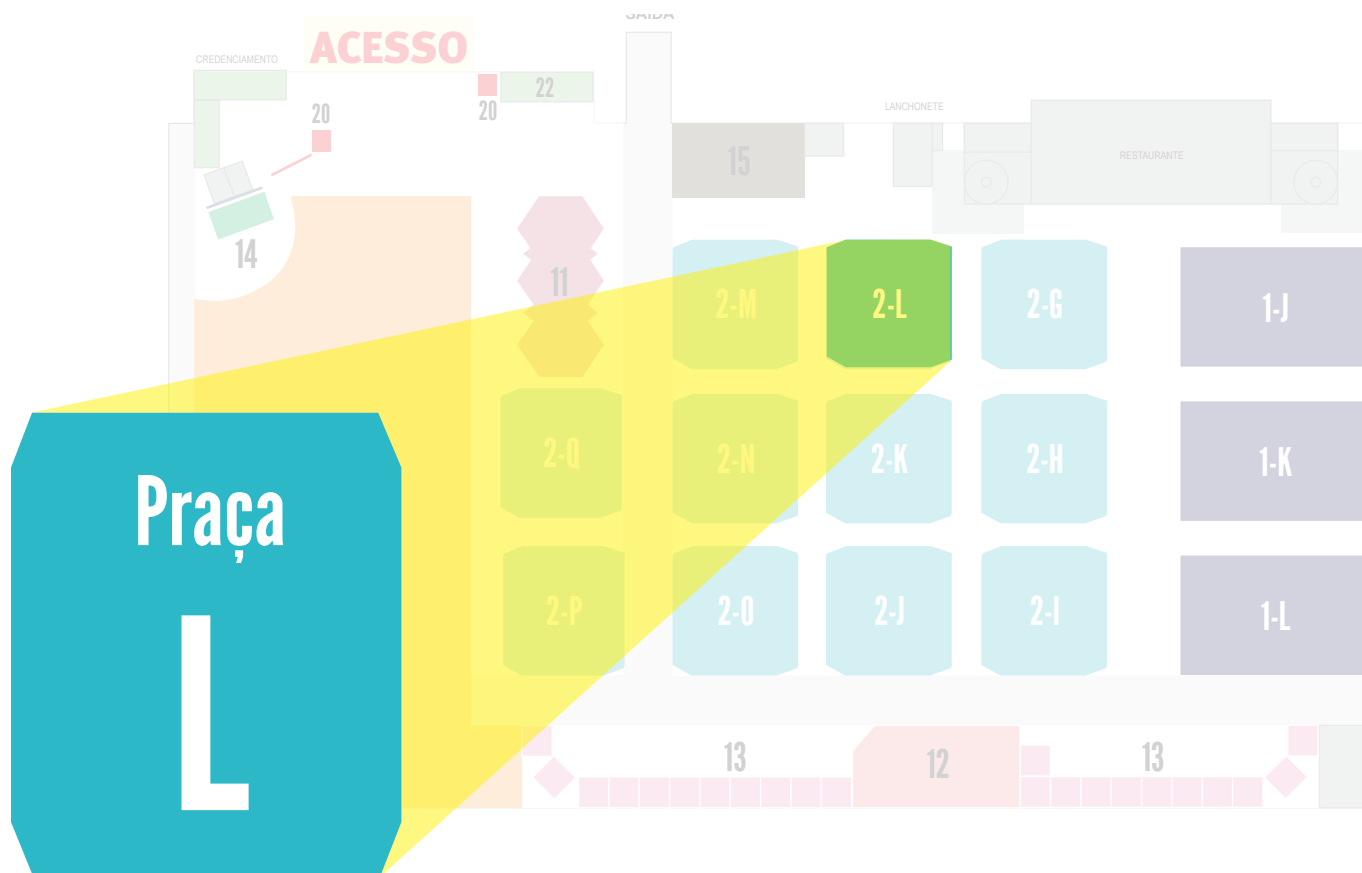 SAÍDA
ACESSO
CREDENCIAMENTO
22
20
20
LANCHONETE
15
RESTAURANTE
14
11
2-M
2-L
2-G
1-J
2-Q
2-N
2-K
2-H
1-K
Praça
L
2-P
2-O
2-J
2-I
1-L
13
12
13